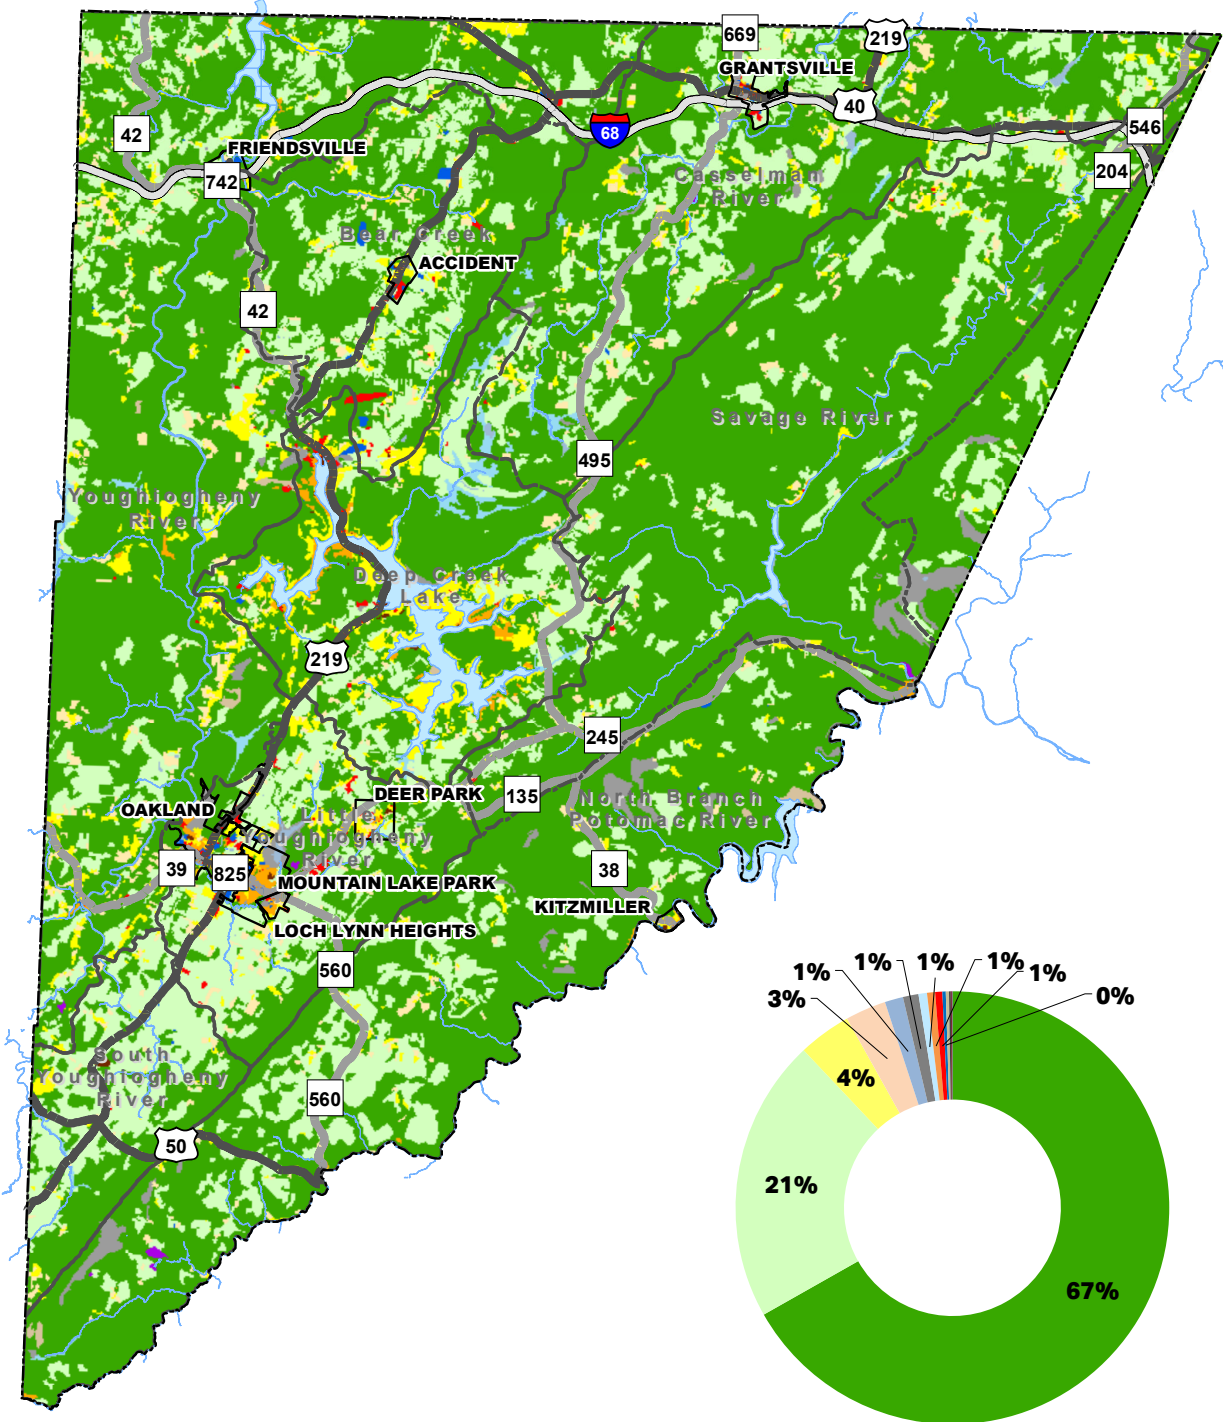 669
219
GRANTSVILLE
40
42
68
546
FRIENDSVILLE
742
204
Casselman
River
Bear Creek
ACCIDENT
42
Savage River
495
Youghiogheny
River
Deep Creek
Lake
219
245
DEER PARK
135
North Branch
Potomac River
OAKLAND
Little
Youghiogheny
River
39
825
38
MOUNTAIN LAKE PARK
KITZMILLER
LOCH LYNN HEIGHTS
560
South
Youghiogheny
River
560
50
1%
1%
1%
1%
1%
3%
0%
4%
21%
67%